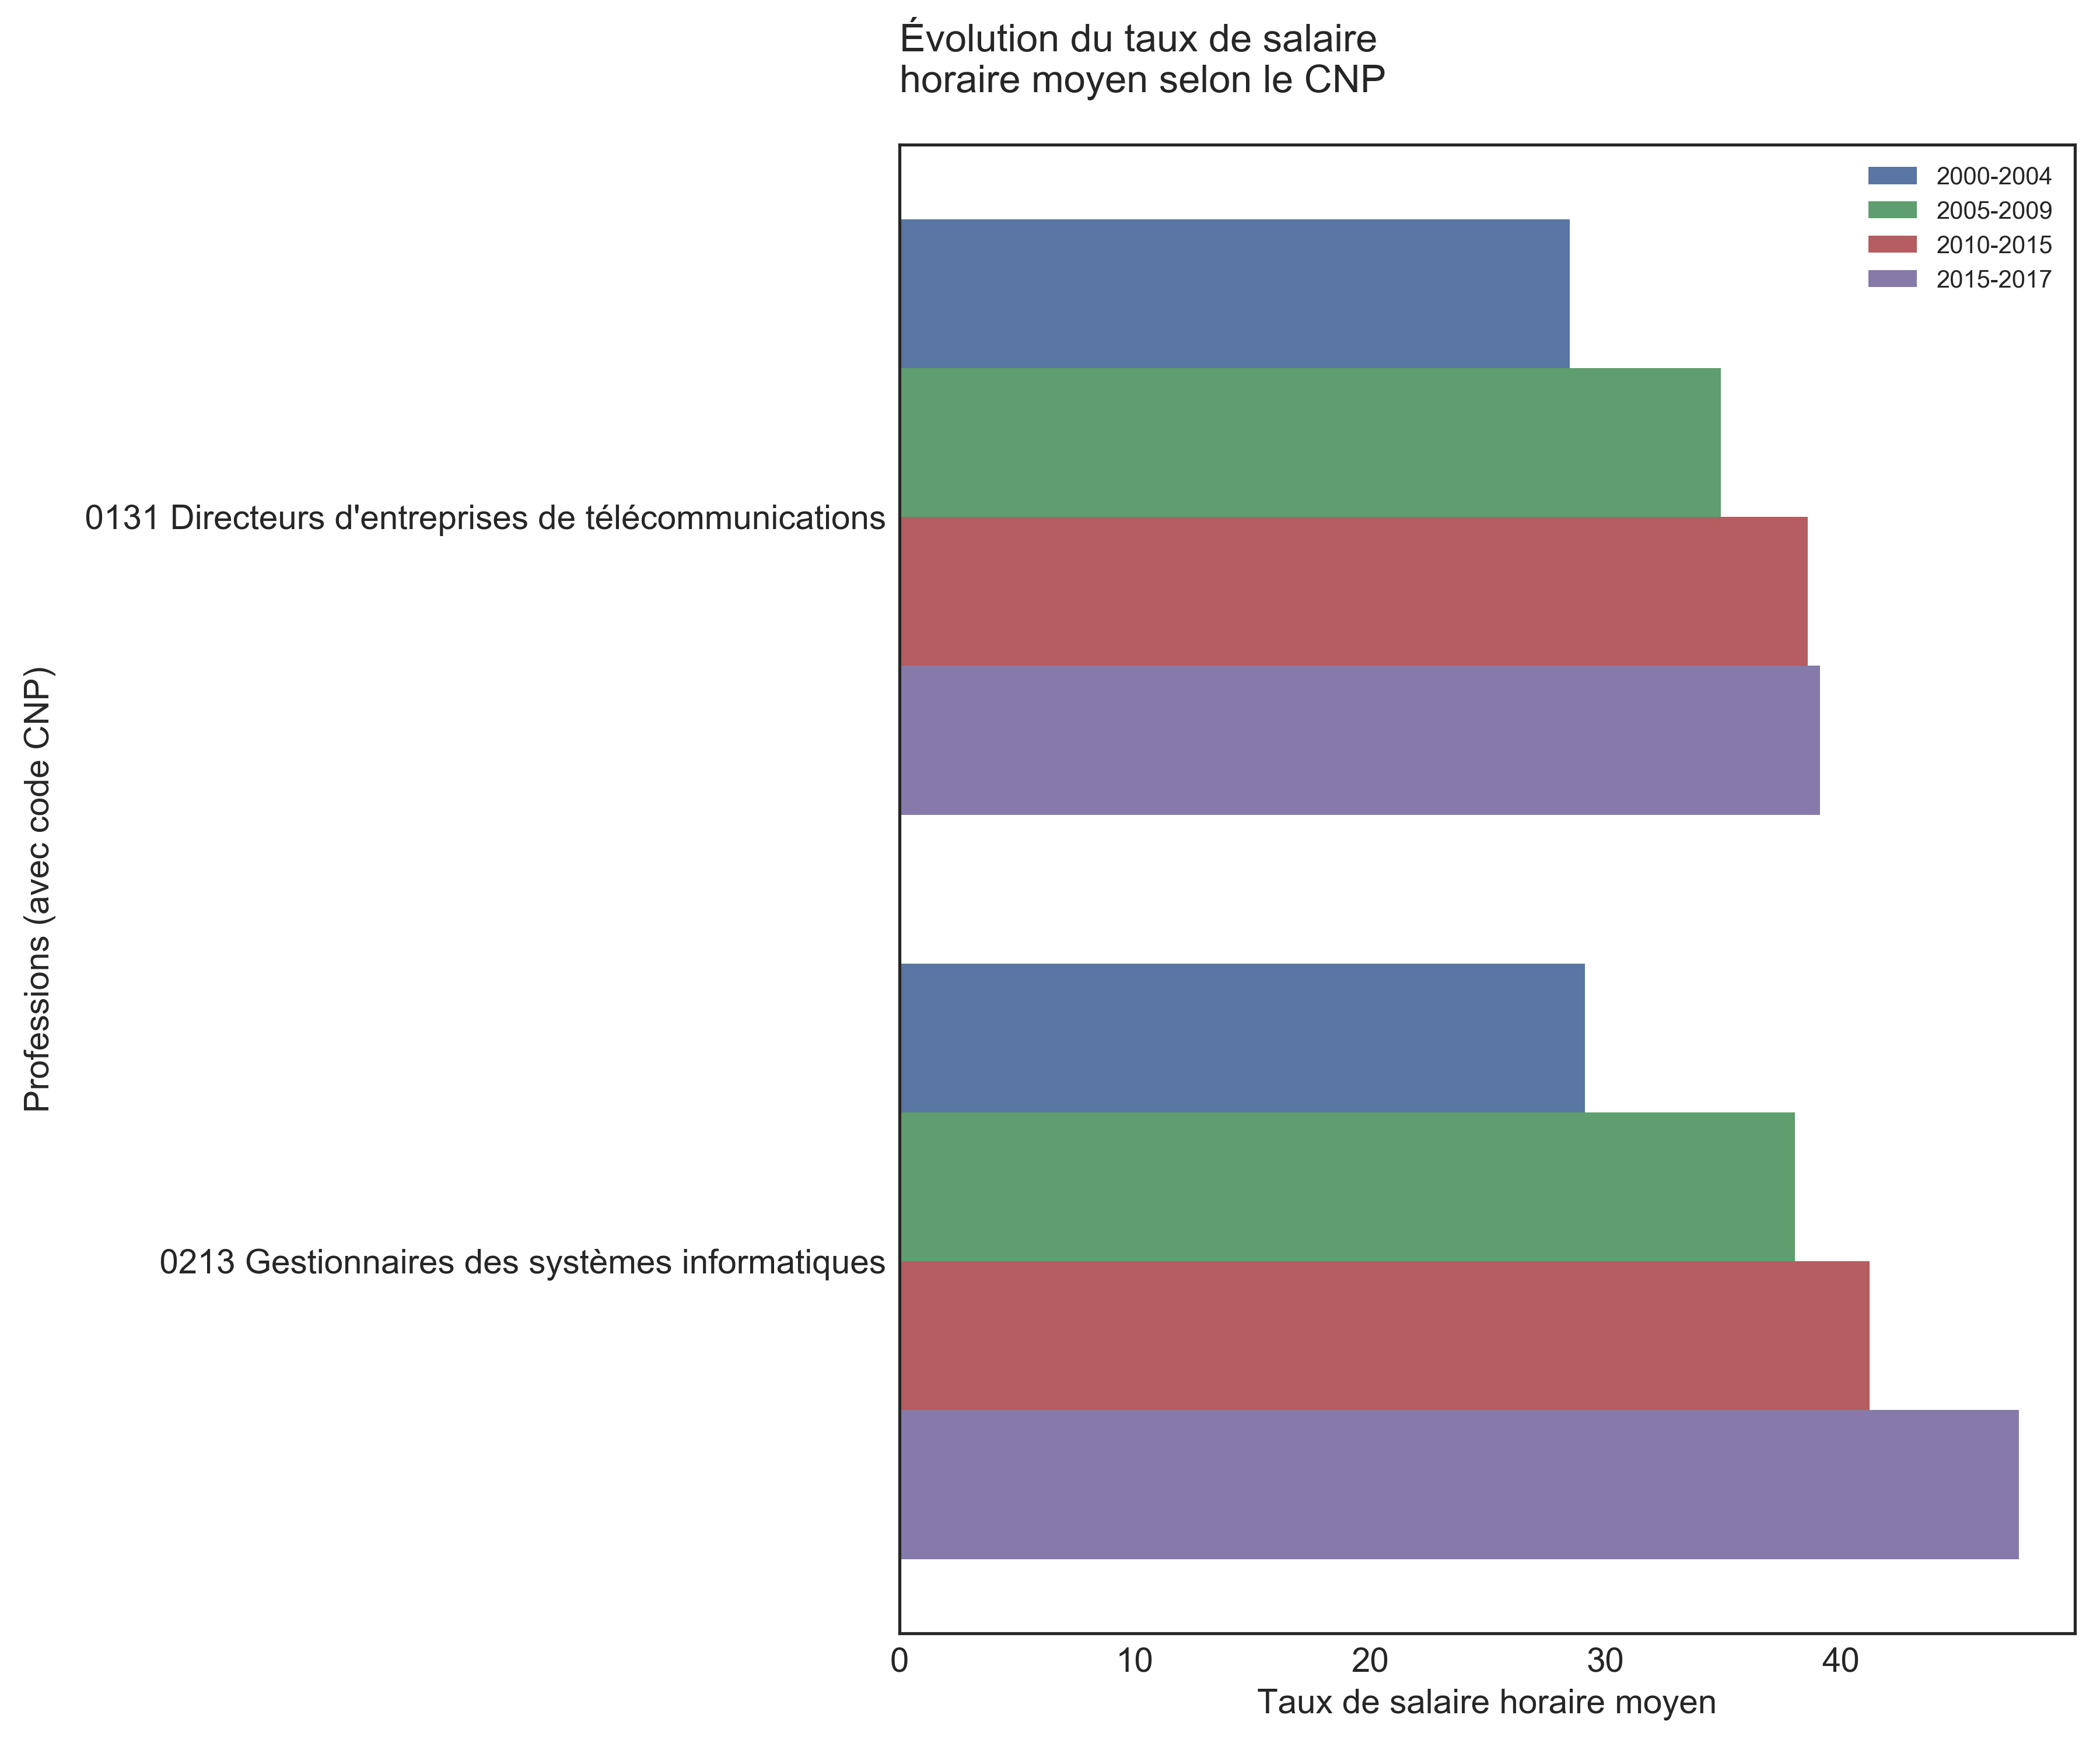 Évolution du taux de salaire
horaire moyen selon le CNP
2000-2004
2005-2009
2010-2015
2015-2017
Professions (avec code CNP)
0131 Directeurs d'entreprises de télécommunications
0213 Gestionnaires des systèmes informatiques
0 10 20 30 40
Taux de salaire horaire moyen